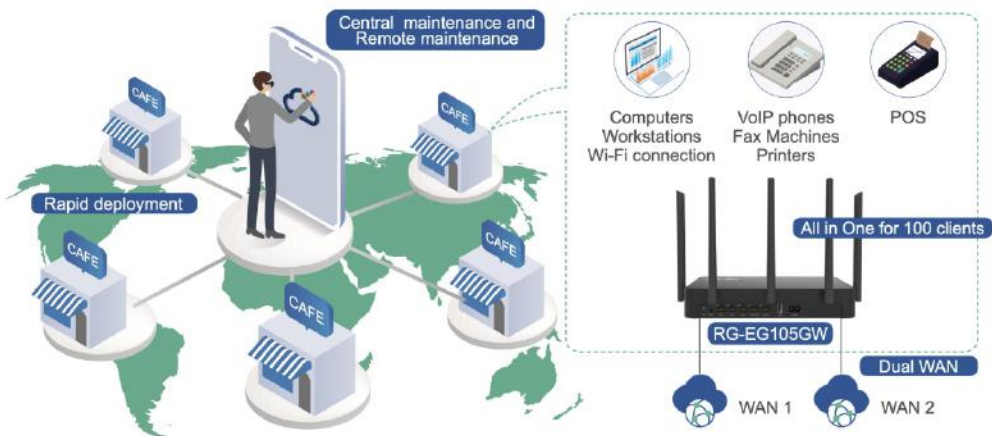 Central maintenance and
Remote maintenance
CAFE
CAFE
Rapid deployment
CAFE
CAFE
CAFE
Computers
Workstations
Wi-Fi connection
VoIP phones
Fax Machines
Printers
POS
All in One for 100 clients
RG-EG105GW
Dual WAN
WAN 1
WAN 2